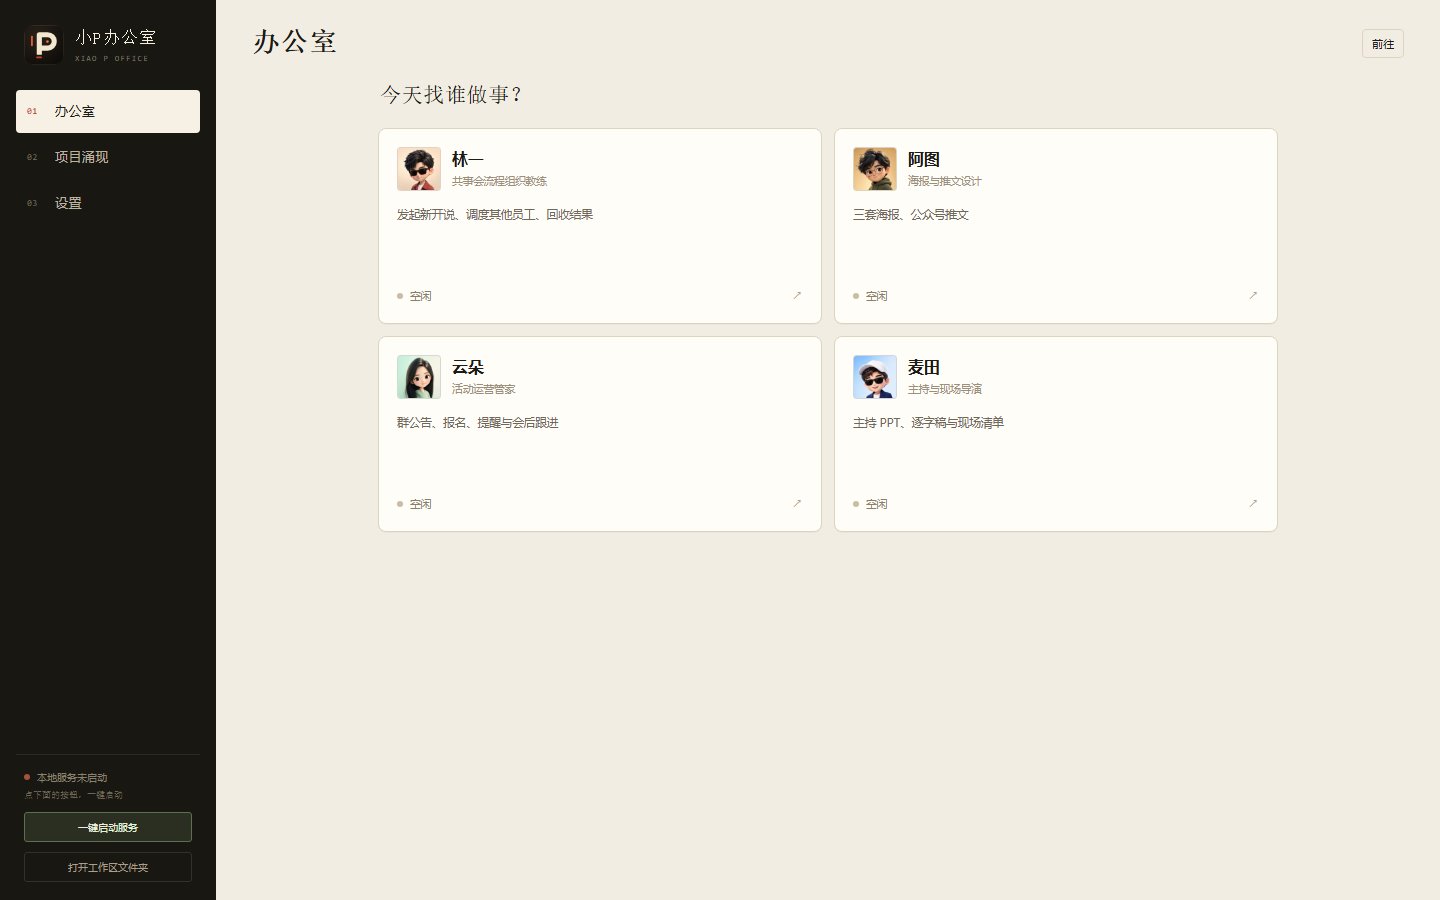 小P办公室
XIAO P OFFICE
01 办公室
02 项目涌现
03 设置
本地服务未启动
点下面的按钮，一键启动
一键启动服务
打开工作区文件夹
办公室
前往
今天找谁做事？
林一
共事会流程组织教练
发起新开说、调度其他员工、回收结果
空闲
↗
阿图
海报与推文设计
三套海报、公众号推文
空闲
↗
云朵
活动运营管家
群公告、报名、提醒与会后跟进
空闲
↗
麦田
主持与现场导演
主持 PPT、逐字稿与现场清单
空闲
↗